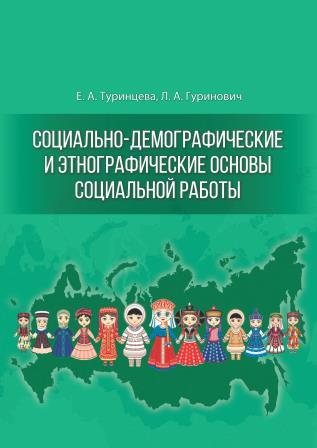 Е. А. Туринцева, Л. А. Гуринович
СОЦИАЛЬНО-ДЕМОГРАФИЧЕСКИЕ
И ЭТНОГРАФИЧЕСКИЕ ОСНОВЫ
СОЦИАЛЬНОЙ РАБОТЫ